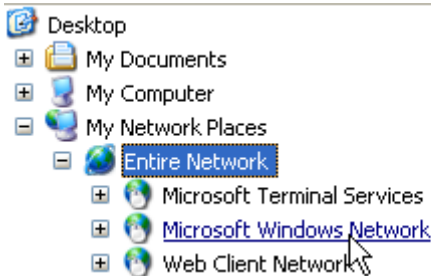 Desktop
My Documents
My Computer
My Network Places
Entire Network
Microsoft Terminal Services
Microsoft Windows Network
Web Client Network